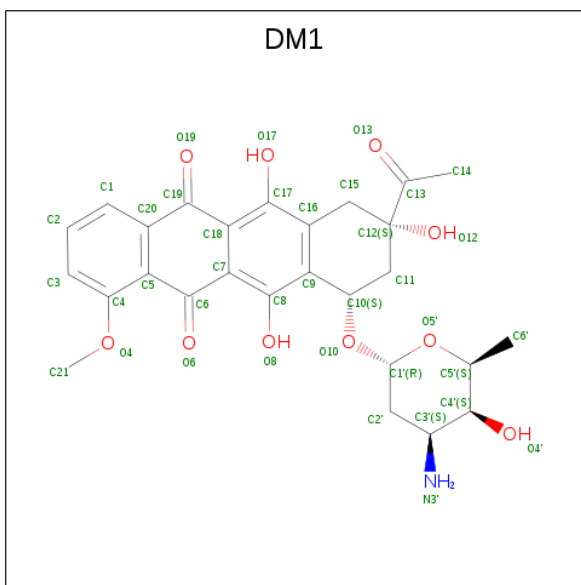 DM1
O19
O17
O13
O
HO
O
C14
C1
C19
C17
C15
C13
C20
C16
C2
C18
C12(S)
OH
O12
C3
C7
C9
C11
C5
C4
C6
C8
C10(S)
O5'
C6'
O
O
OH
O
O
C21
O4
O6
O8
O10
C1'(R)
C5'(S)
C4'(S)
C2'
C3'(S)
OH
O4'
NH2
N3'